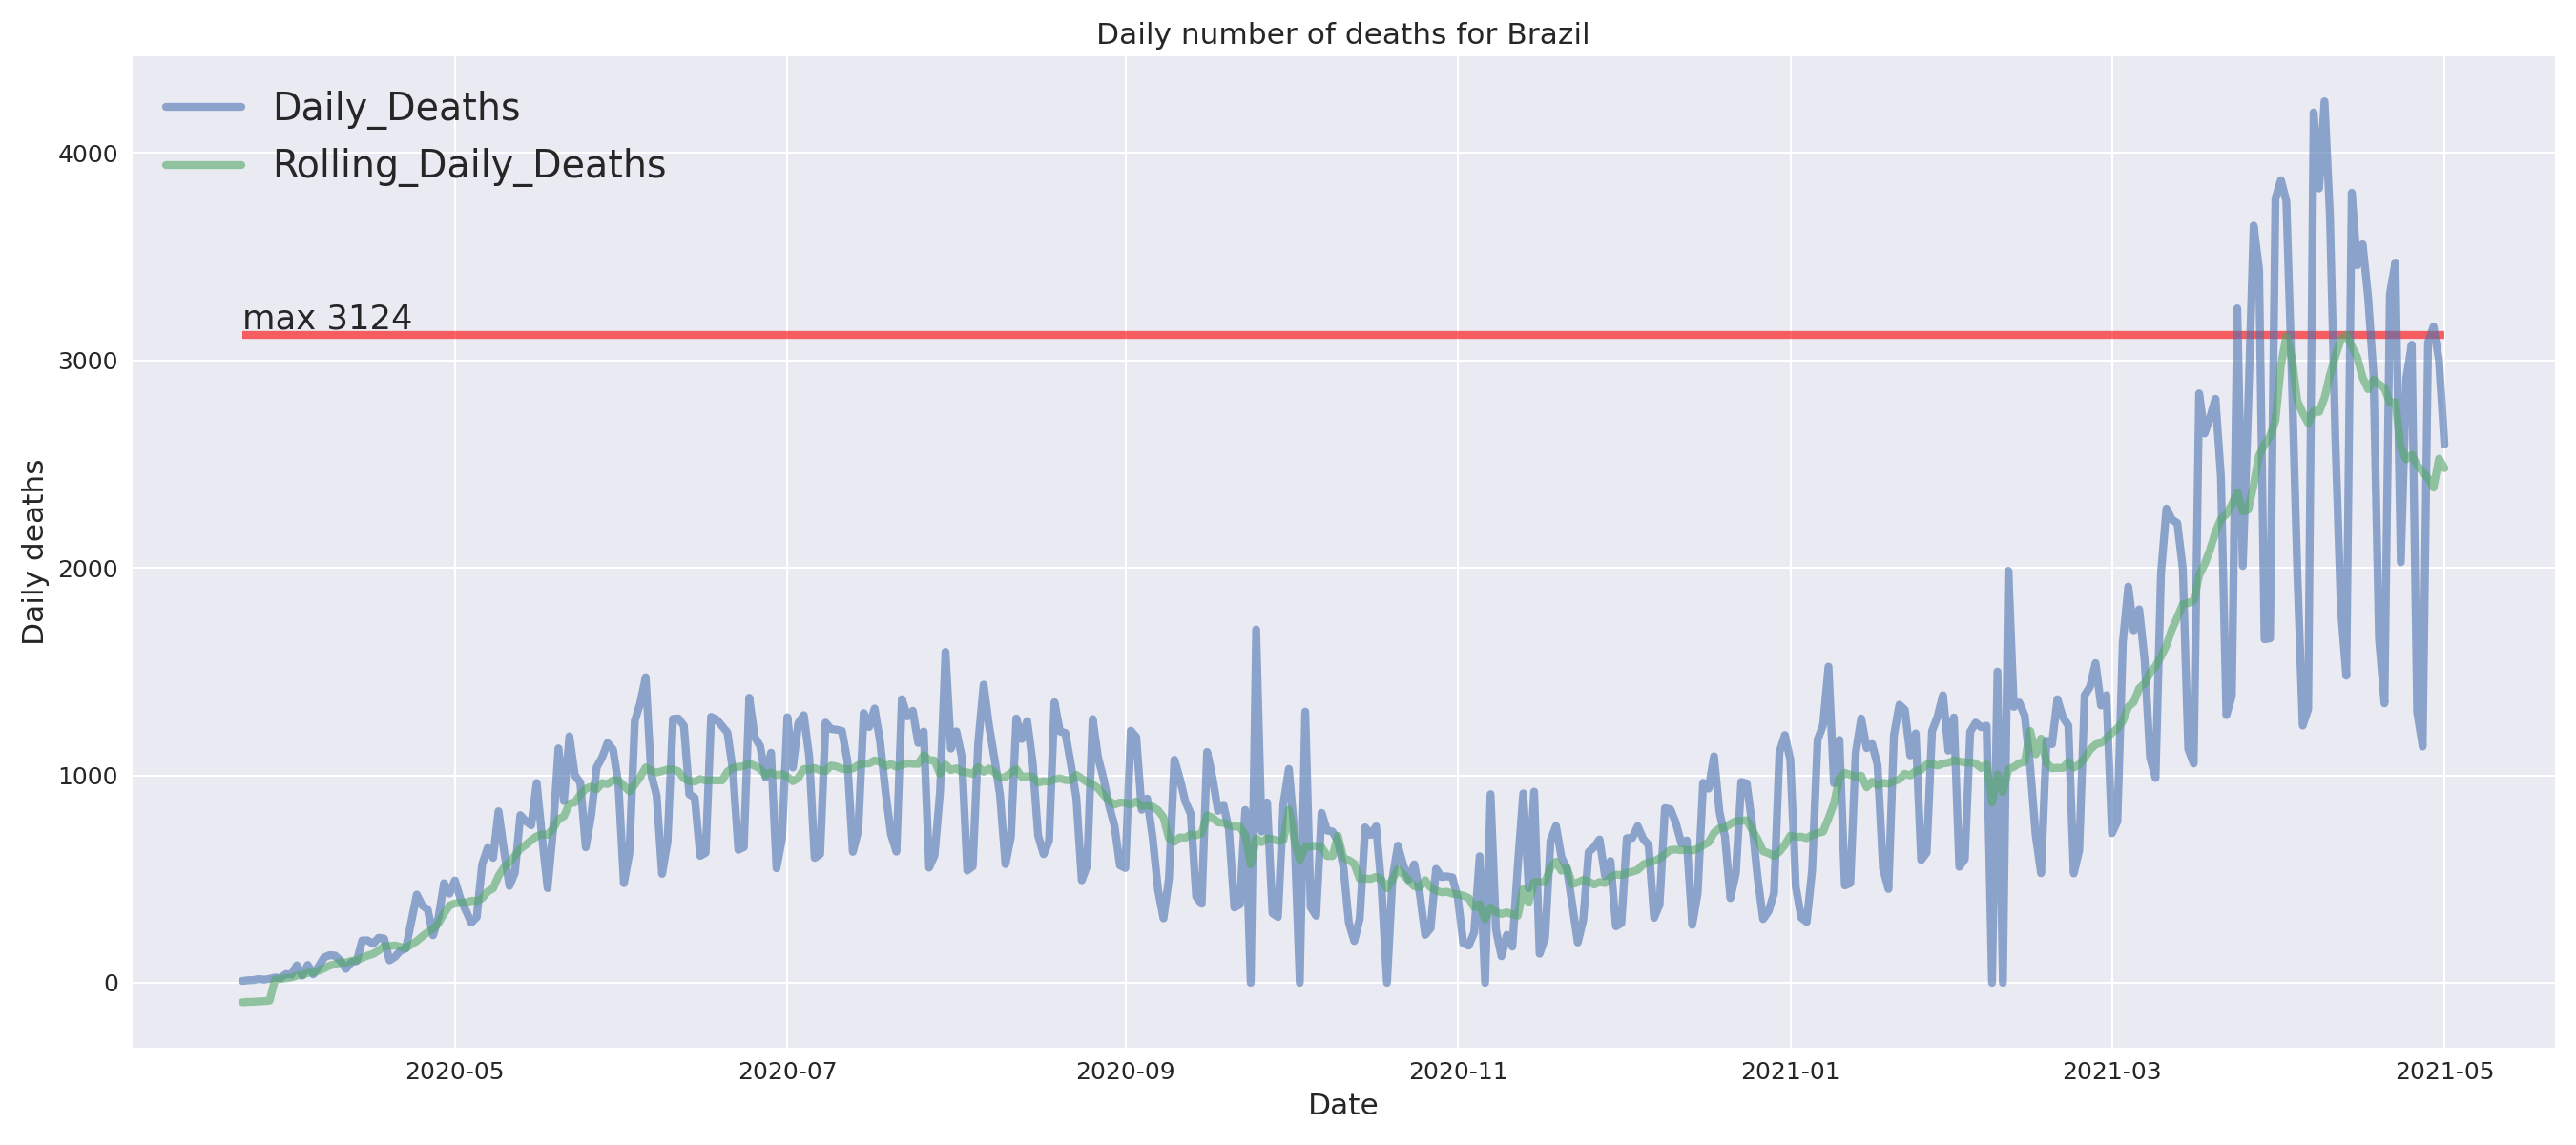 Daily number of deaths for Brazil
Daily_Deaths
Rolling_Daily_Deaths
max 3124
Daily deaths
4000
3000
2000
1000
0
2020-05
2020-07
2020-09
2020-11
2021-01
2021-03
2021-05
Date